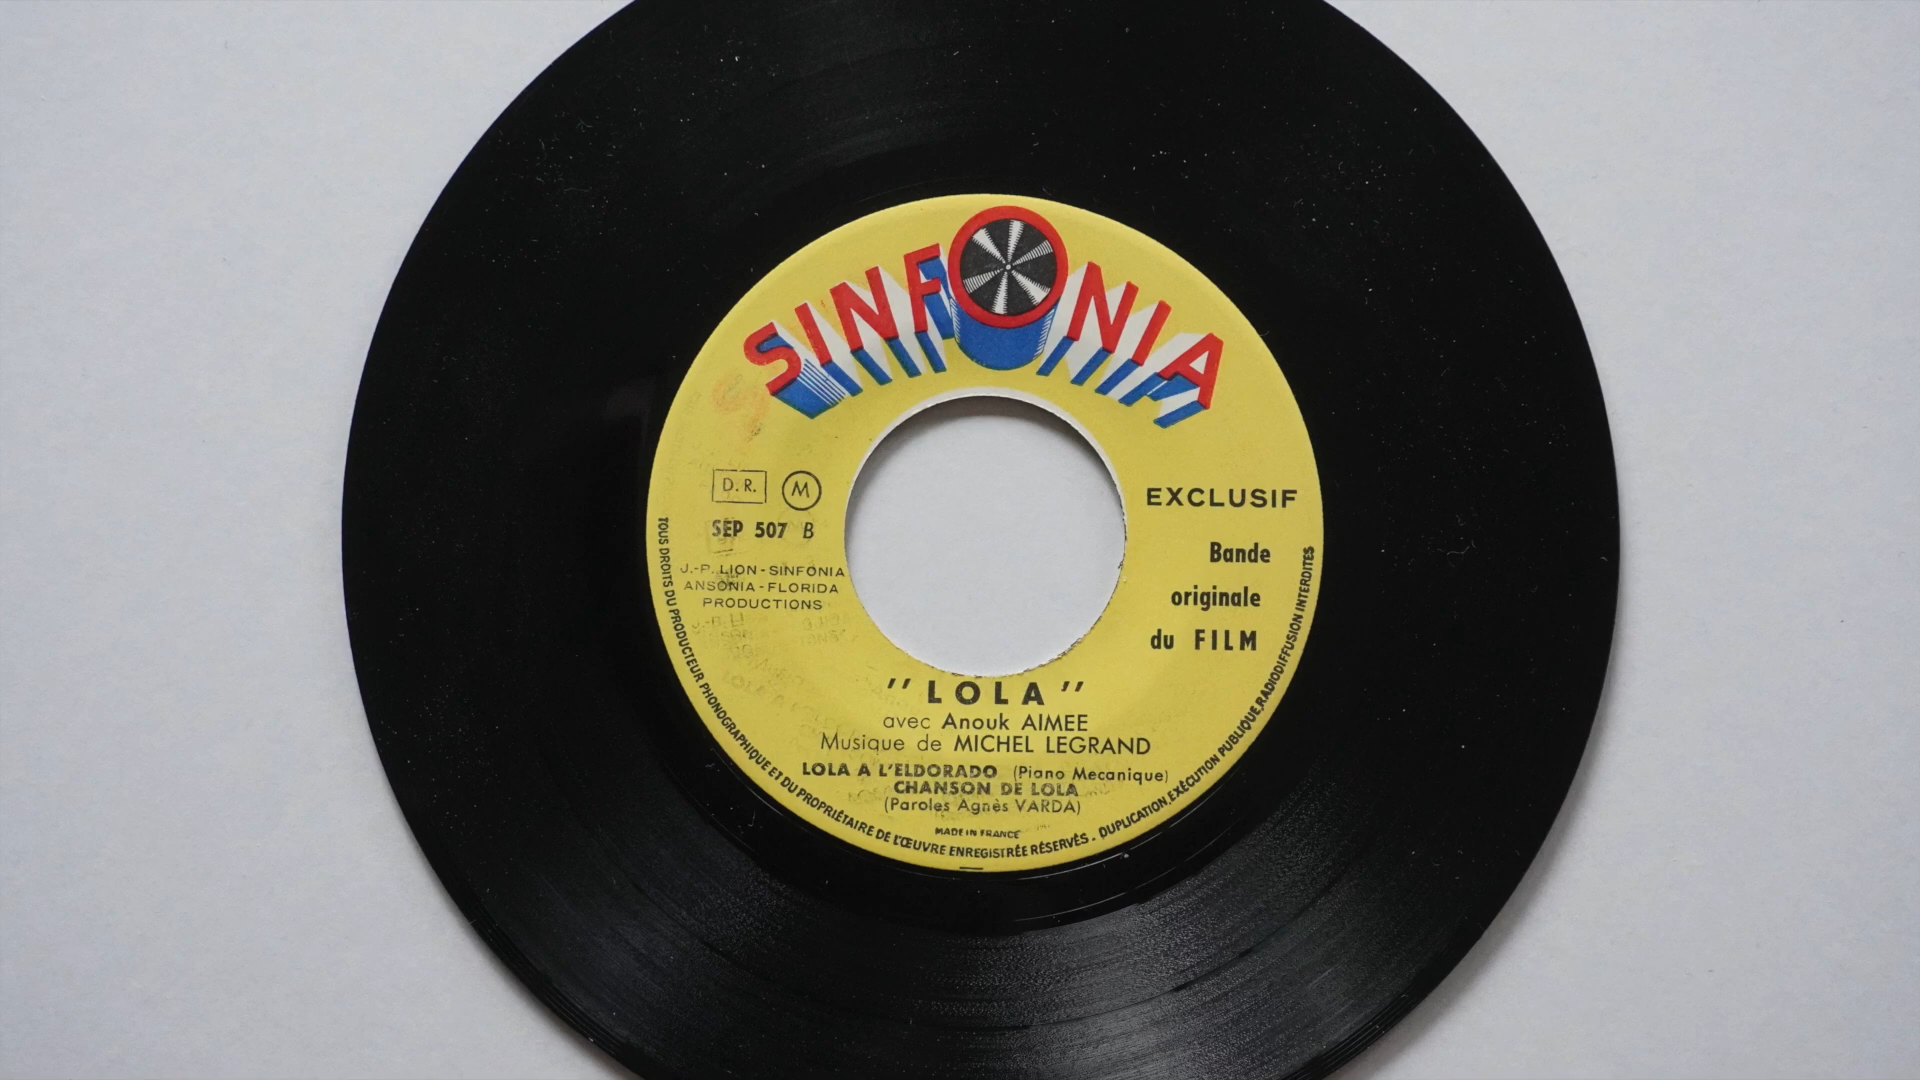 SINFONIA
D. R. M
SEP 507 B
J.-P. LION - SINFONIA
ANSONIA - FLORIDA
PRODUCTIONS
EXCLUSIF
Bande
originale
du FILM
"LOLA"
avec Anouk AIMEE
Musique de MICHEL LEGRAND
LOLA A L'ELDORADO (Piano Mecanique)
CHANSON DE LOLA
(Paroles Agnès VARDA)
MADE IN FRANCE
TOUS DROITS DU PRODUCTEUR PHONOGRAPHIQUE ET DU PROPRIÉTAIRE DE L'ŒUVRE ENREGISTRÉE RÉSERVÉS - DUPLICATION, EXÉCUTION PUBLIQUE, RADIODIFFUSION INTERDITES